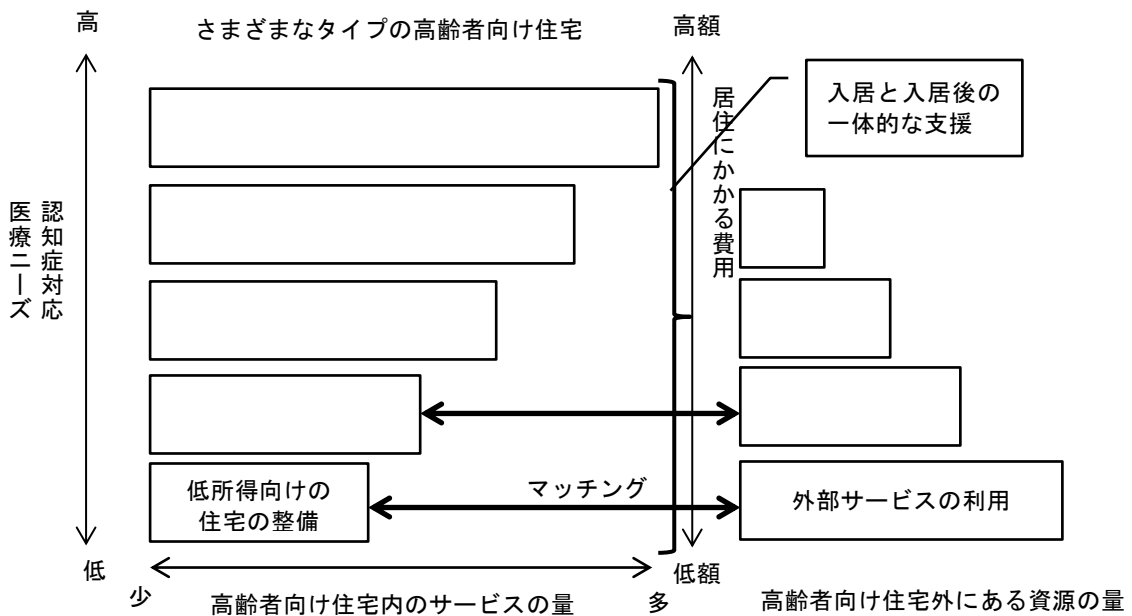 高
さまざまなタイプの高齢者向け住宅
高額
入居と入居後の
一体的な支援
居住にかかる費用
認知症対応
医療ニーズ
低所得向けの
住宅の整備
マッチング
外部サービスの利用
低
少
高齢者向け住宅内のサービスの量
多
低額
高齢者向け住宅外にある資源の量